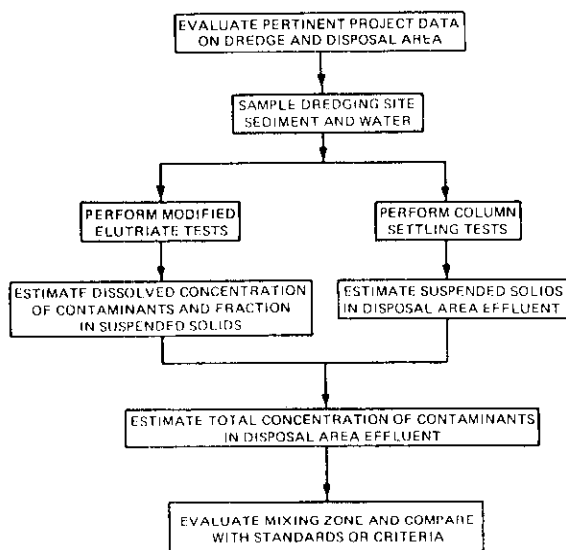 EVALUATE PERTINENT PROJECT DATA
ON DREDGE AND DISPOSAL AREA
SAMPLE DREDGING SITE
SEDIMENT AND WATER
PERFORM MODIFIED
ELUTRIATE TESTS
PERFORM COLUMN
SETTLING TESTS
ESTIMATE DISSOLVED CONCENTRATION
OF CONTAMINANTS AND FRACTION
IN SUSPENDED SOLIDS
ESTIMATE SUSPENDED SOLIDS
IN DISPOSAL AREA EFFLUENT
ESTIMATE TOTAL CONCENTRATION OF CONTAMINANTS
IN DISPOSAL AREA EFFLUENT
EVALUATE MIXING ZONE AND COMPARE
WITH STANDARDS OR CRITERIA